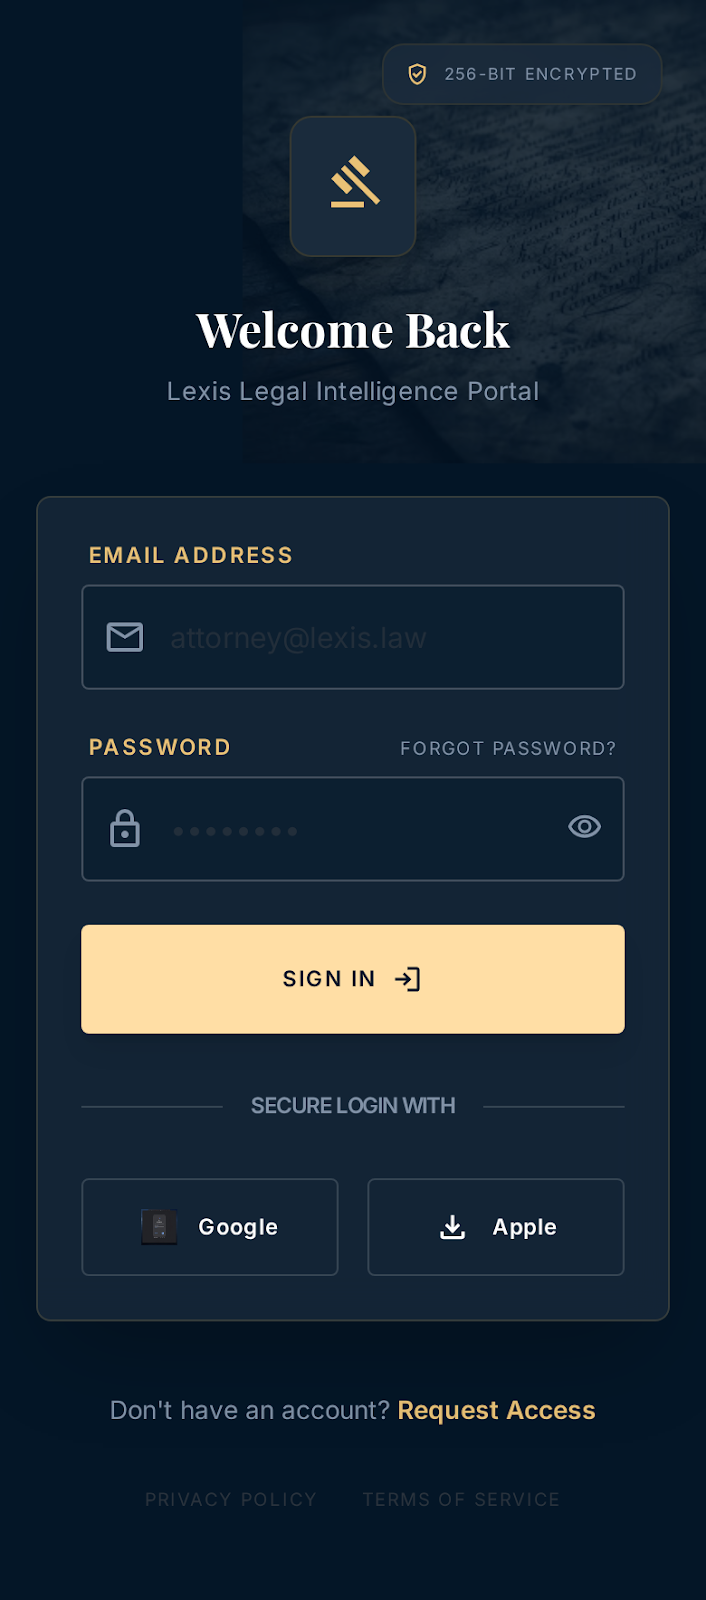 256-BIT ENCRYPTED
Welcome Back
Lexis Legal Intelligence Portal
EMAIL ADDRESS
attorney@lexis.law
PASSWORD
FORGOT PASSWORD?
SIGN IN
SECURE LOGIN WITH
Google
Apple
Don't have an account? Request Access
PRIVACY POLICY
TERMS OF SERVICE